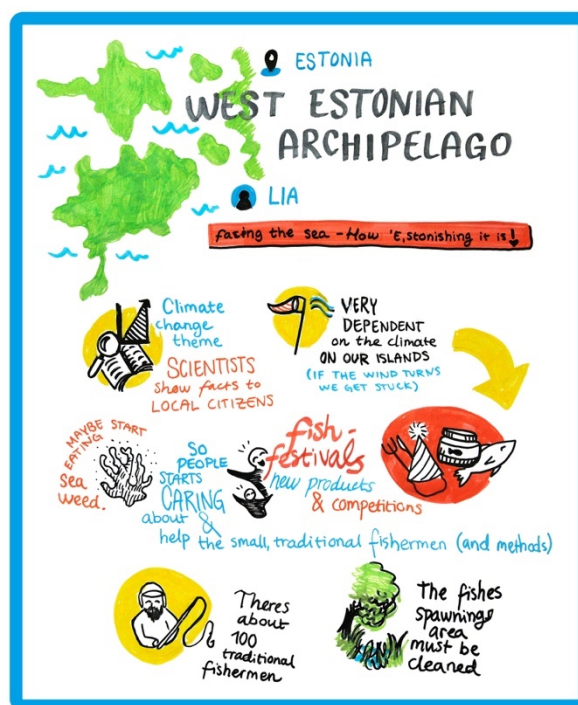 ESTONIA
WEST ESTONIAN
ARCHIPELAGO
LIA
facing the sea - How 'E,stonishing it is!
Climate
change
theme
SCIENTISTS
show facts to
LOCAL CITIZENS
VERY
DEPENDENT
on the climate
ON OUR ISLANDS
(IF THE WIND TURNS
WE GET STUCK)
MAYBE START
EATING
Sea
weed.
SO
PEOPLE
STARTS
CARING
about &
help the small, traditional fishermen (and methods)
fish-
festivals
new products
& competitions
Theres
about
100
traditional
fishermen
The fishes
spawning
area
must be
cleaned